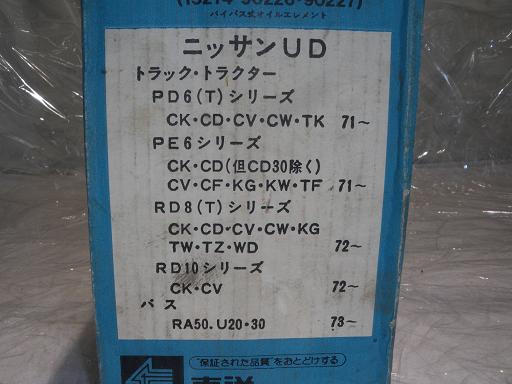 (15274-90226-90227)
バイパス式オイルエレメント
ニッサンUD
トラック・トラクター
PD6(T)シリーズ
CK・CD・CV・CW・TK 71~
PE6シリーズ
CK・CD(但CD30除く)
CV・CF・KG・KW・TF 71~
RD8(T)シリーズ
CK・CD・CV・CW・KG
TW・TZ・WD 72~
RD10シリーズ
CK・CV 72~
バス
RA50.U20・30 73~
"保証された品質"をおとどけする